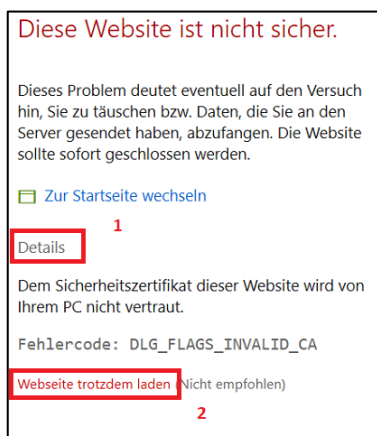 Diese Website ist nicht sicher.
Dieses Problem deutet eventuell auf den Versuch
hin, Sie zu täuschen bzw. Daten, die Sie an den
Server gesendet haben, abzufangen. Die Website
sollte sofort geschlossen werden.
Zur Startseite wechseln
1
Details
Dem Sicherheitszertifikat dieser Website wird von
Ihrem PC nicht vertraut.
Fehlercode: DLG_FLAGS_INVALID_CA
Webseite trotzdem laden (Nicht empfohlen)
2